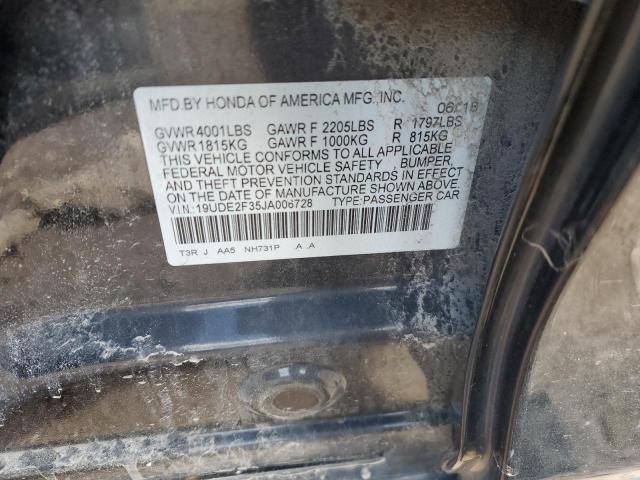 MFD.BY HONDA OF AMERICA MFG.,INC. 06/18
GVWR 4001LBS GAWR F 2205LBS R 1797LBS
GVWR 1815KG GAWR F 1000KG R 815KG
THIS VEHICLE CONFORMS TO ALL APPLICABLE
FEDERAL MOTOR VEHICLE SAFETY , BUMPER,
AND THEFT PREVENTION STANDARDS IN EFFECT
ON THE DATE OF MANUFACTURE SHOWN ABOVE.
V.I.N.:19UDE2F35JA006728 TYPE:PASSENGER CAR
T3R J AA5 NH731P .A .A